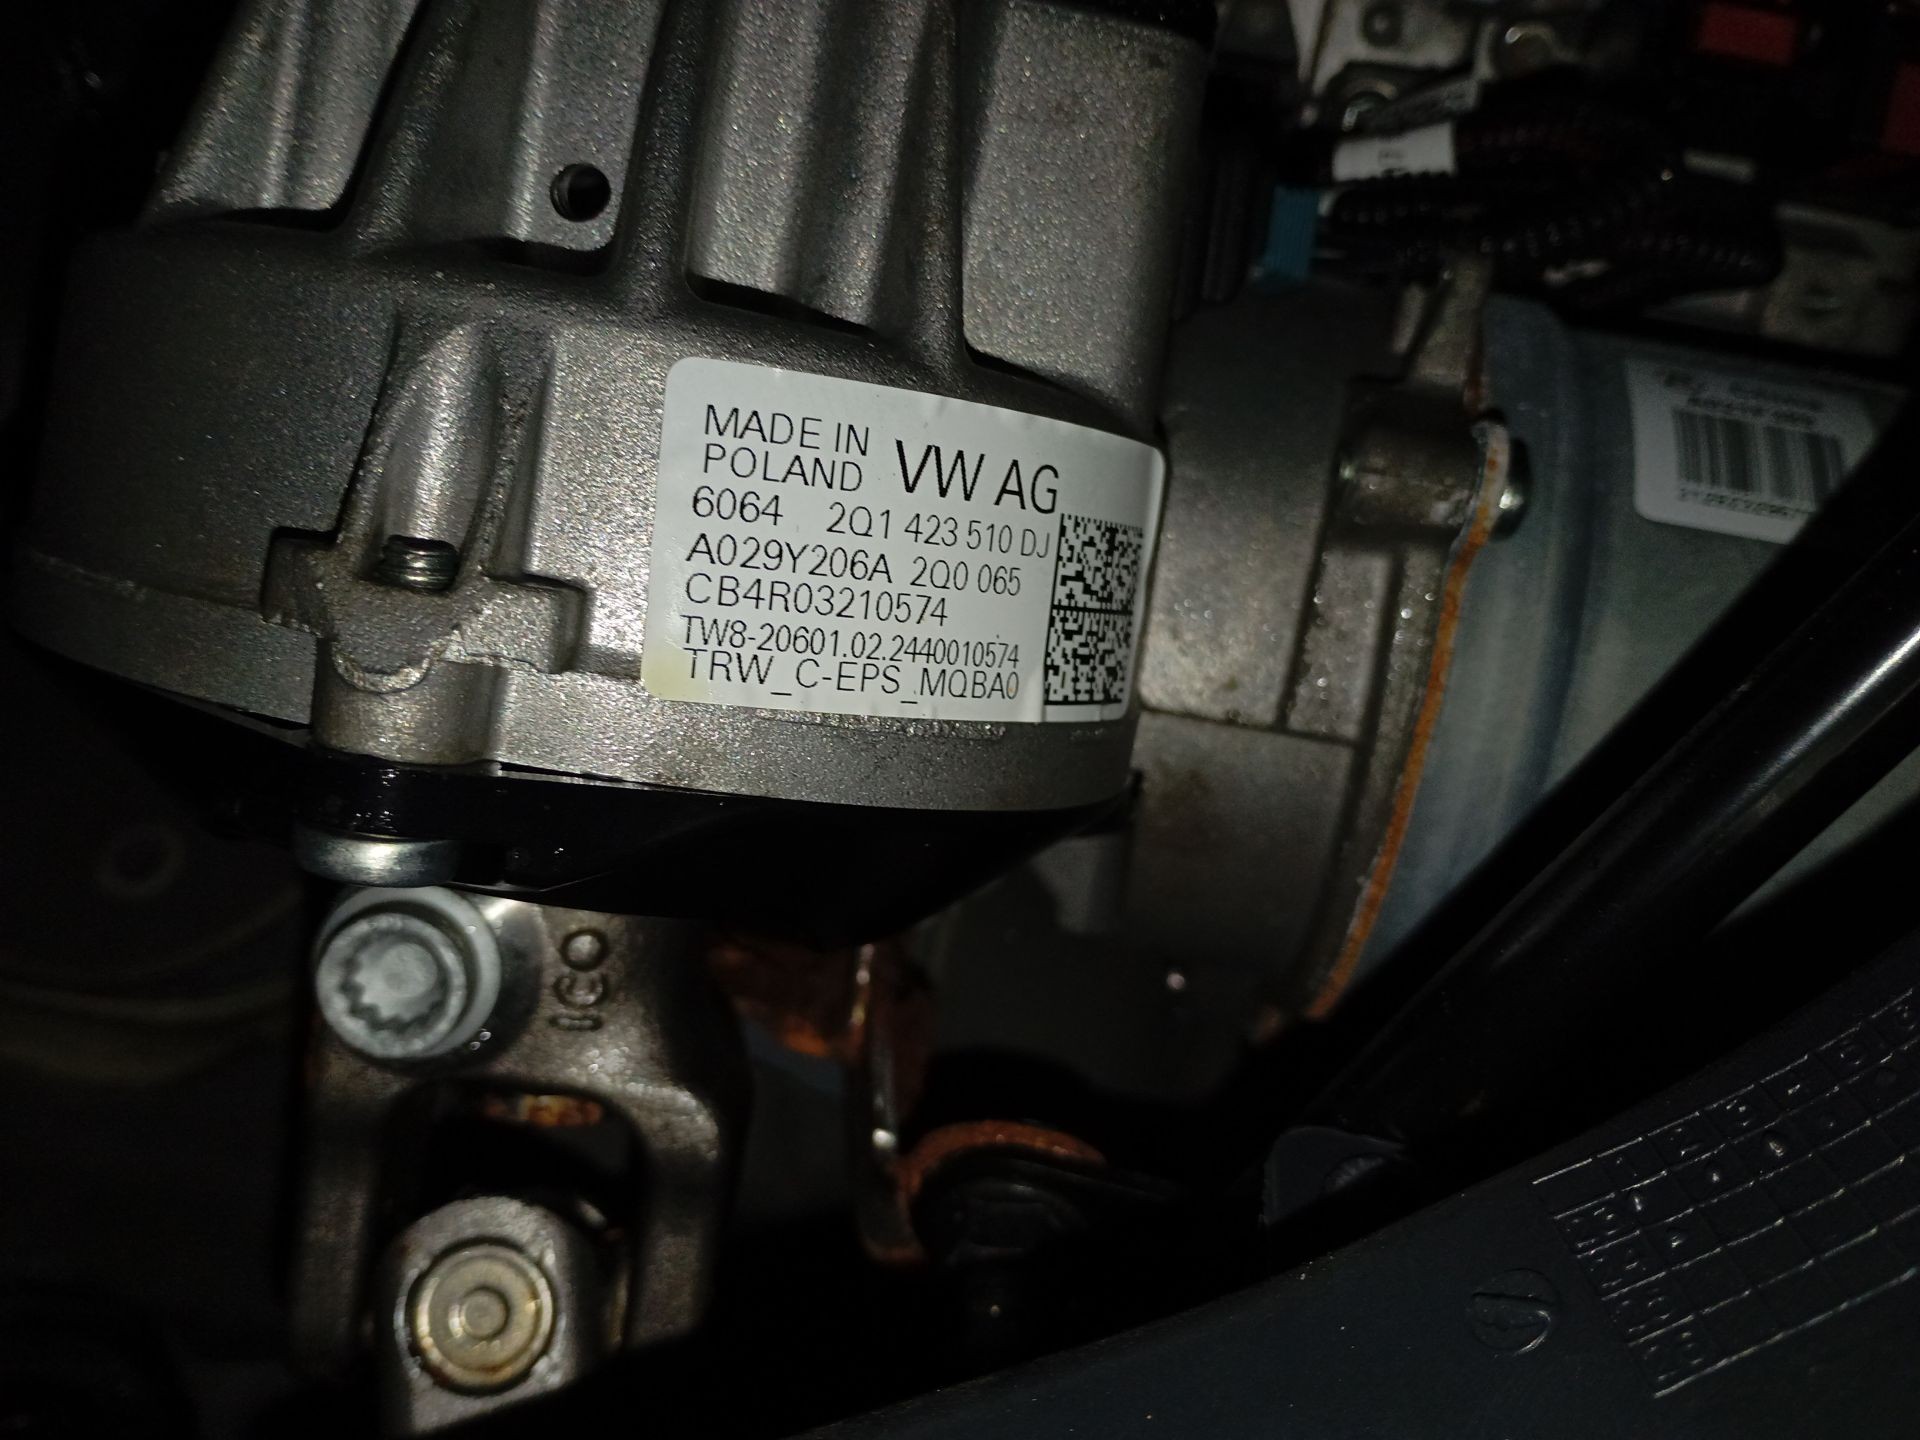 MADE IN
POLAND VW AG
6064 2Q1 423 510 DJ
A029Y206A 2Q0 065
CB4R03210574
TW8-20601.02.2440010574
TRW_C-EPS_MQBA0